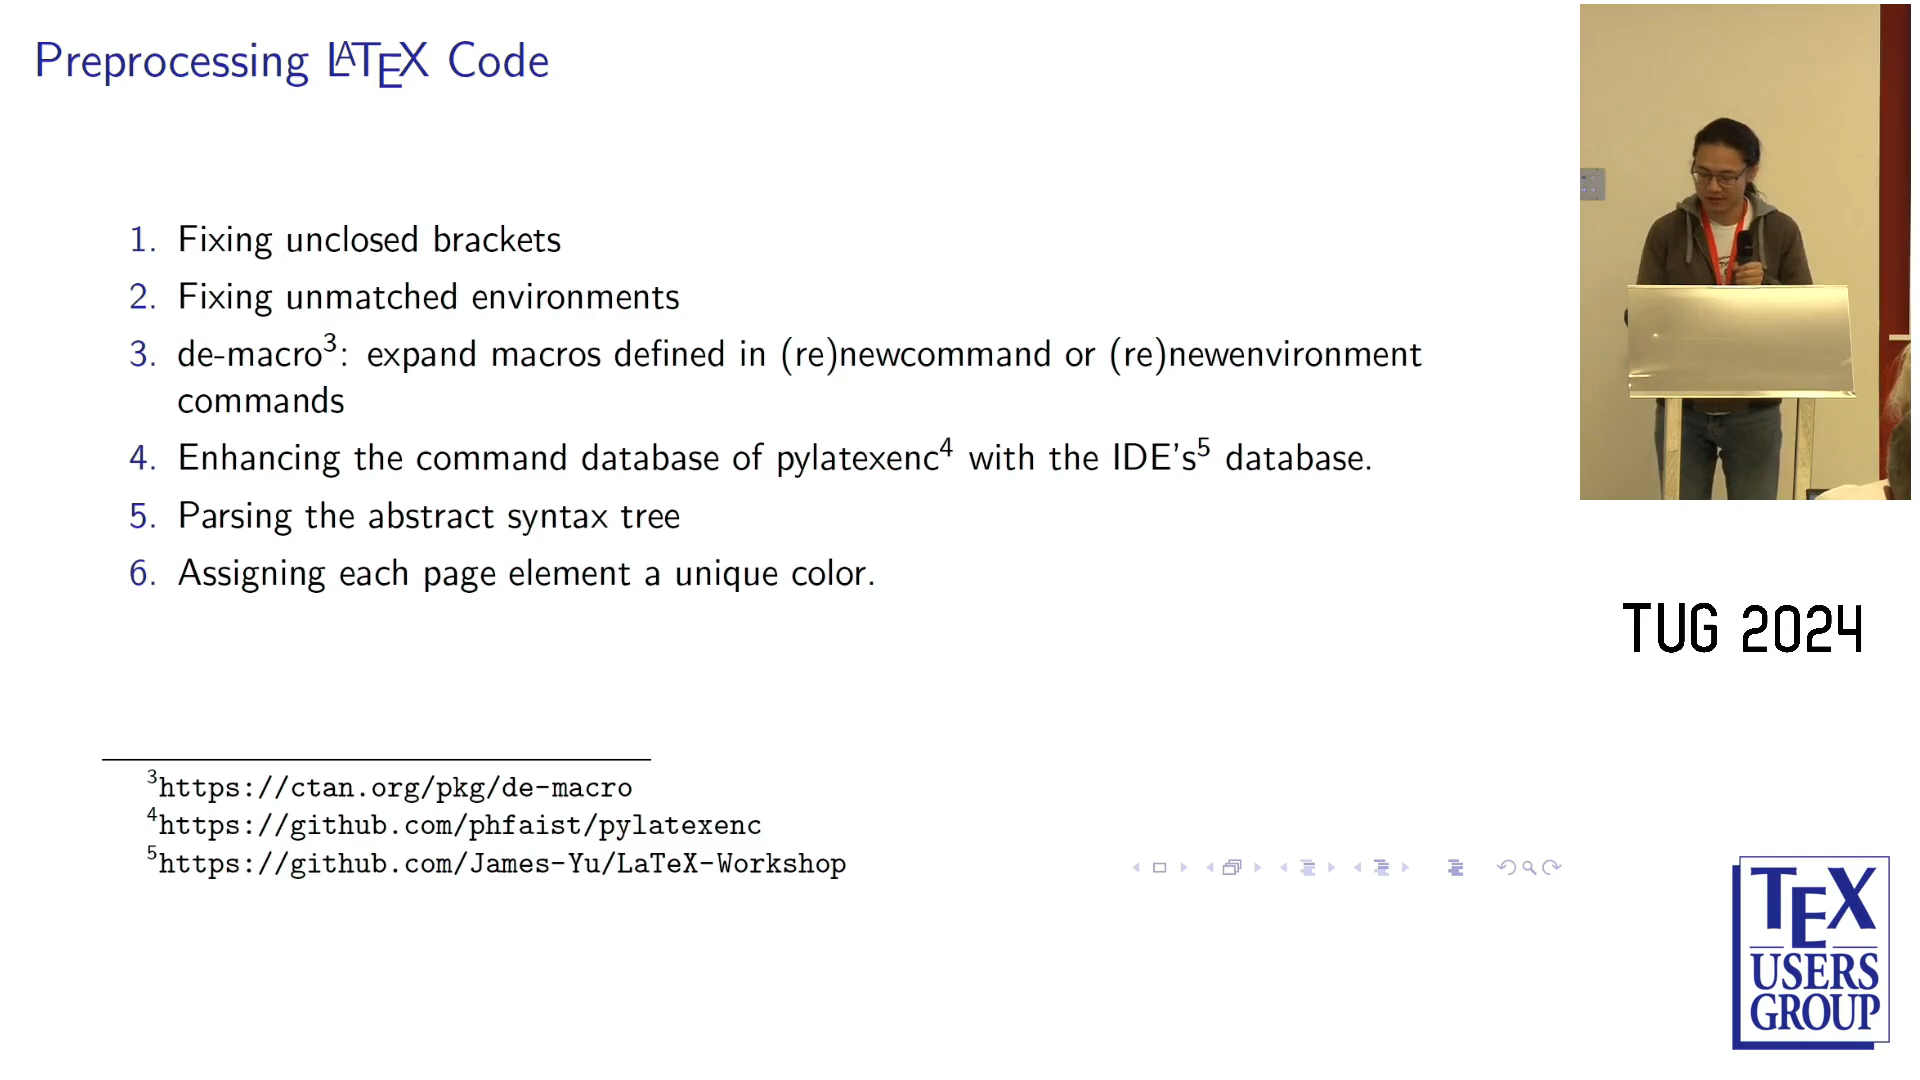 Preprocessing LATEX Code
1. Fixing unclosed brackets
2. Fixing unmatched environments
3. de-macro3: expand macros defined in (re)newcommand or (re)newenvironment
commands
4. Enhancing the command database of pylatexenc4 with the IDE's5 database.
5. Parsing the abstract syntax tree
6. Assigning each page element a unique color.
3https://ctan.org/pkg/de-macro
4https://github.com/phfaist/pylatexenc
5https://github.com/James-Yu/LaTeX-Workshop
TUG 2024
TEX
USERS
GROUP